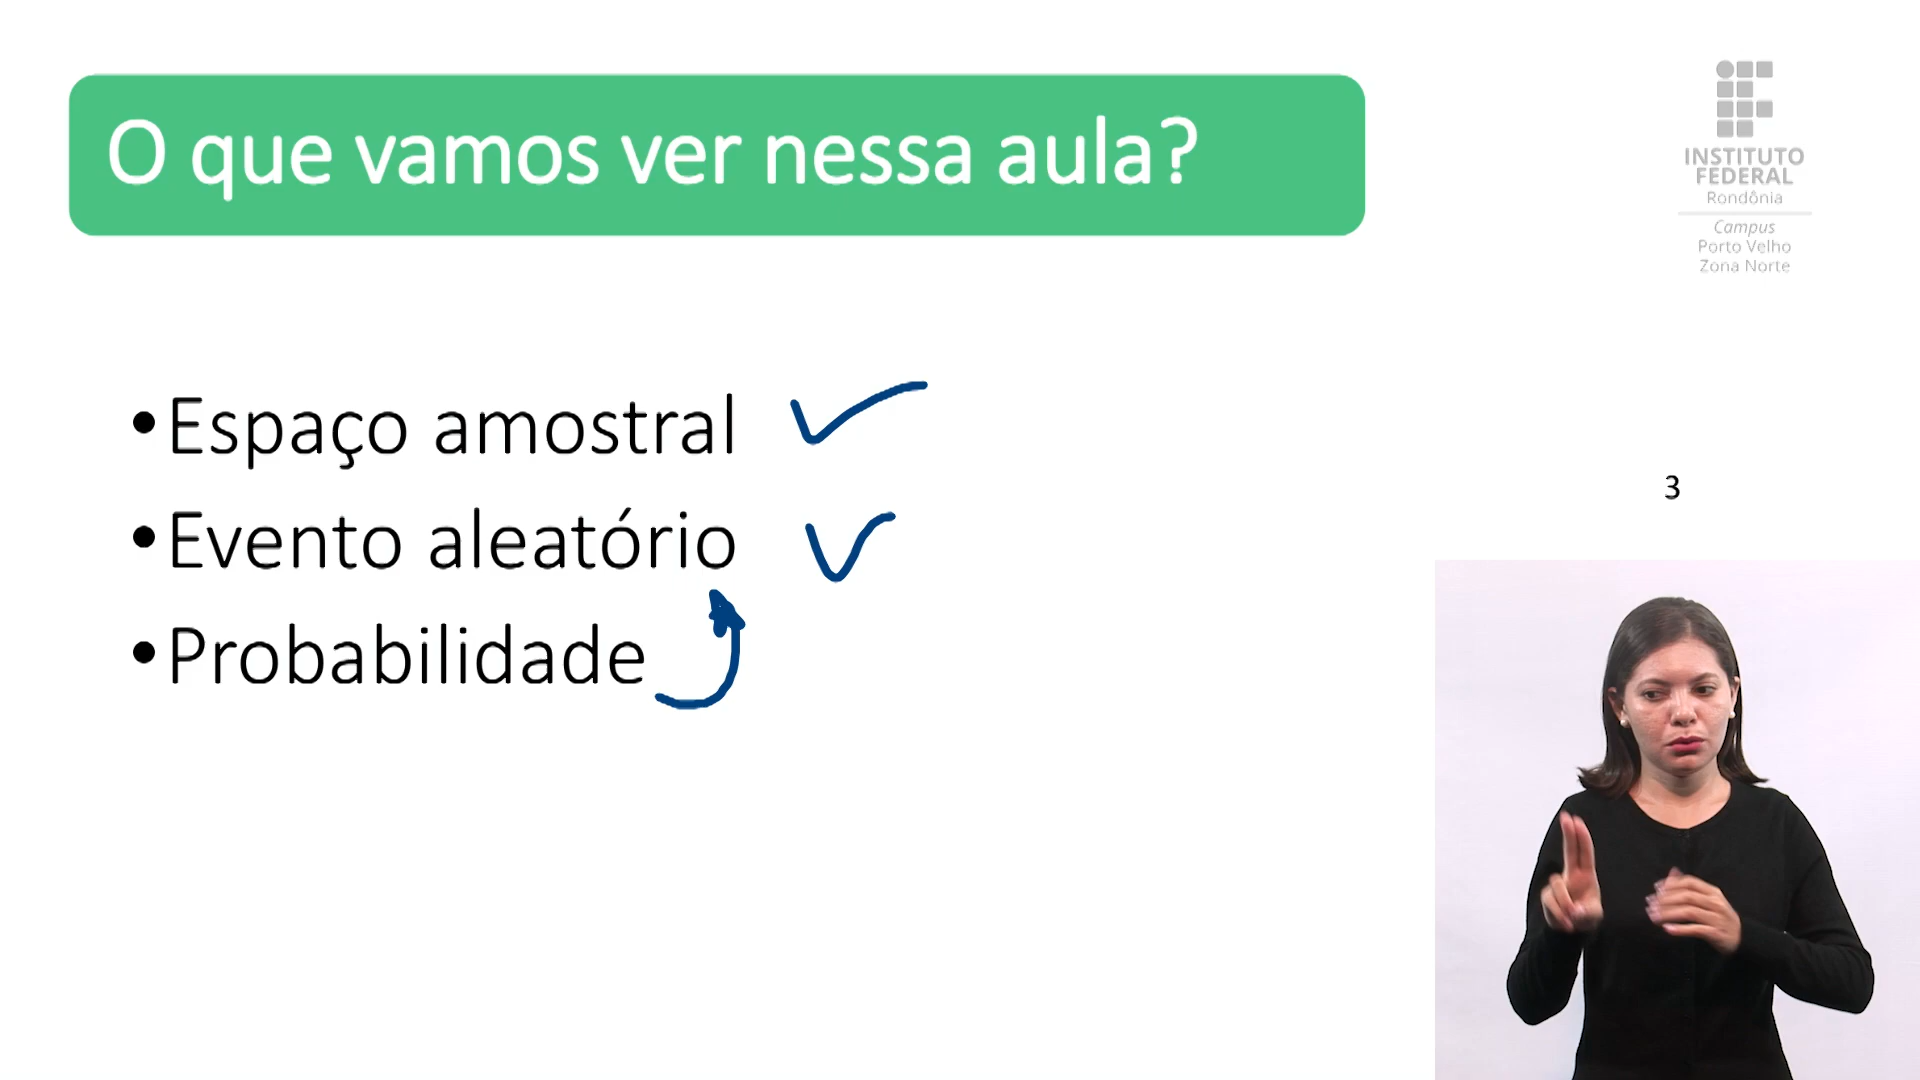 O que vamos ver nessa aula?
INSTITUTO
FEDERAL
Rondônia
Campus
Porto Velho
Zona Norte
•Espaço amostral
•Evento aleatório
•Probabilidade
3